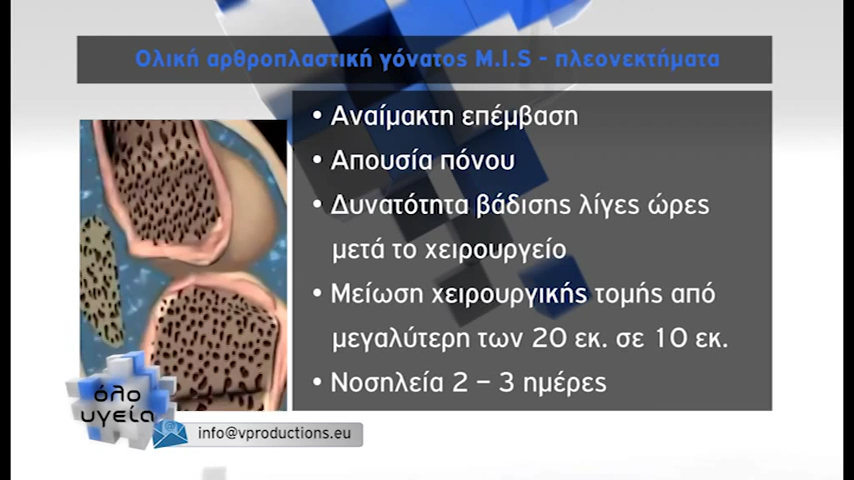 Ολική αρθροπλαστική γόνατος M.I.S - πλεονεκτήματα
• Αναίμακτη επέμβαση
• Απουσία πόνου
• Δυνατότητα βάδισης λίγες ώρες
μετά το χειρουργείο
• Μείωση χειρουργικής τομής από
μεγαλύτερη των 20 εκ. σε 10 εκ.
• Νοσηλεία 2 – 3 ημέρες
όλο
υγεία
info@vproductions.eu